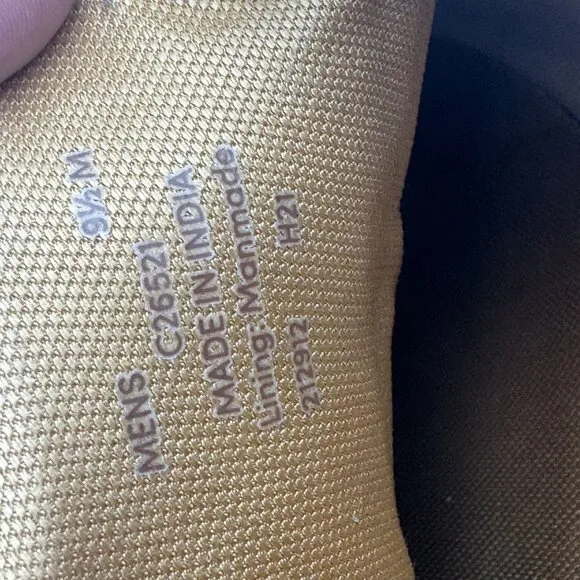 MENS 9½ M
C26521
MADE IN INDIA
Lining: Manmade
212912 H21